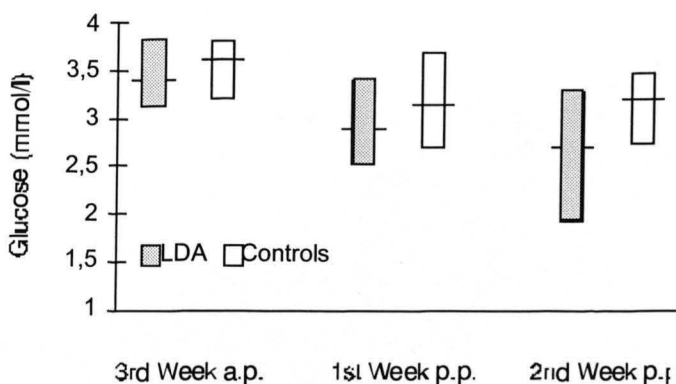 4
3,5
3
2,5
2
1,5
1
Glucose (mmol/l)
LDA Controls
3rd Week a.p. 1st Week p.p. 2nd Week p.p